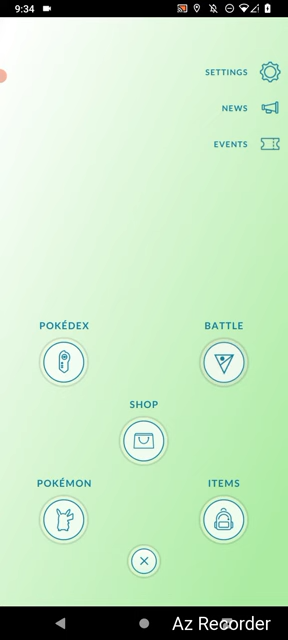 9:34
SETTINGS
NEWS
EVENTS
POKÉDEX
BATTLE
SHOP
POKÉMON
ITEMS
Az Recorder